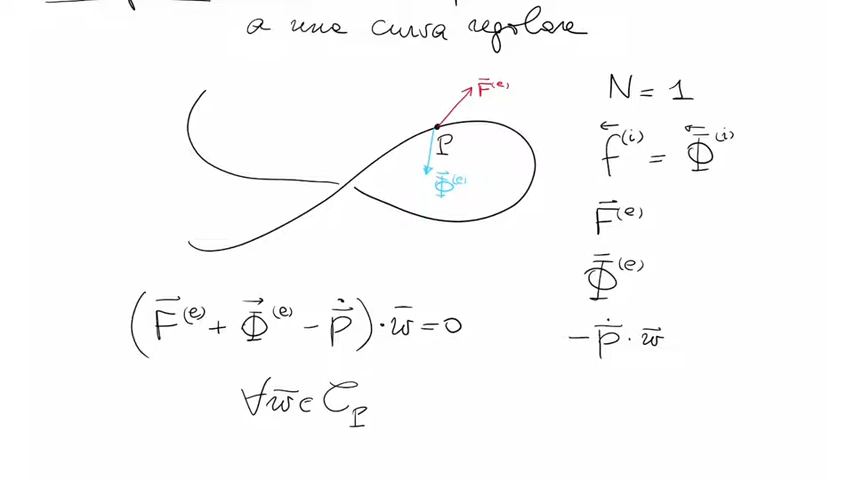 a una curva regolare
F̄⁽ᵉ⁾
P
Φ̄⁽ᵉ⁾
N = 1
f̄⁽ⁱ⁾ = Φ̄⁽ⁱ⁾
F̄⁽ᵉ⁾
Φ̄⁽ᵉ⁾
(F⃗⁽ᵉ⁾ + Φ⃗⁽ᵉ⁾ − ṗ̄) · w̄ = 0
− ṗ̄ · w̄
∀ w̄ ∈ C_P